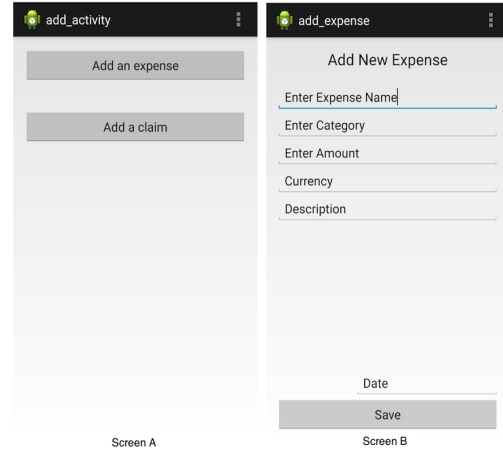 add_activity
Add an expense
Add a claim
Screen A
add_expense
Add New Expense
Enter Expense Name
Enter Category
Enter Amount
Currency
Description
Date
Save
Screen B